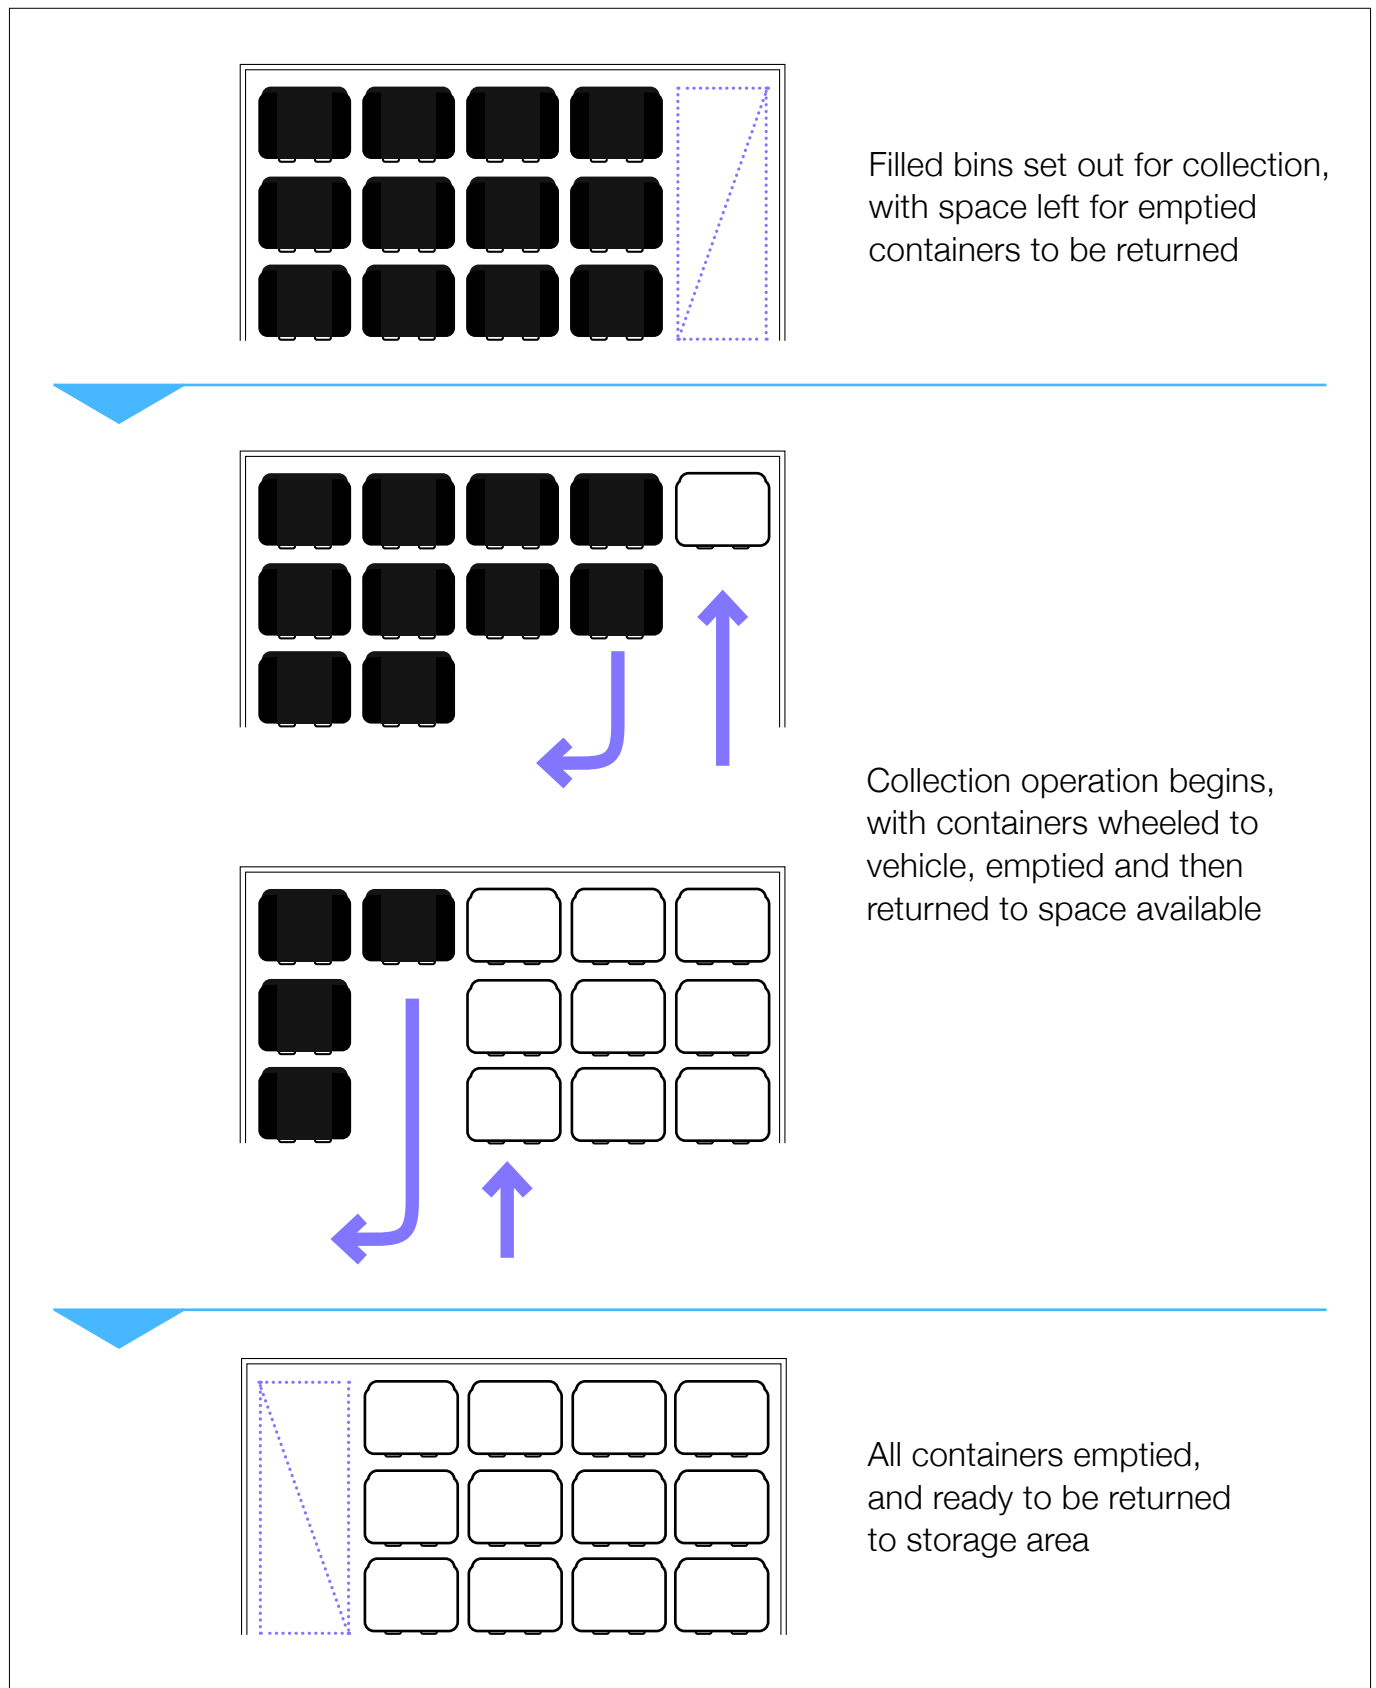 Filled bins set out for collection,
with space left for emptied
containers to be returned
Collection operation begins,
with containers wheeled to
vehicle, emptied and then
returned to space available
All containers emptied,
and ready to be returned
to storage area